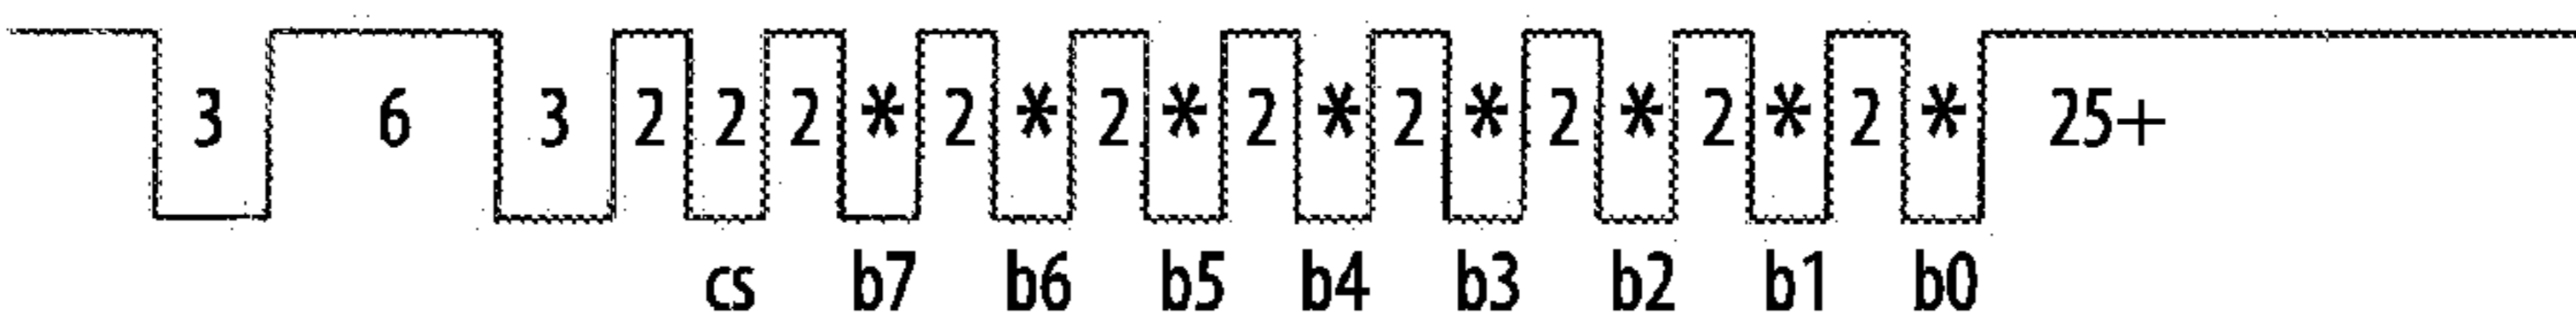 3 6 3 2 2 2 * 2 * 2 * 2 * 2 * 2 * 2 * 2 * 25+
cs b7 b6 b5 b4 b3 b2 b1 b0